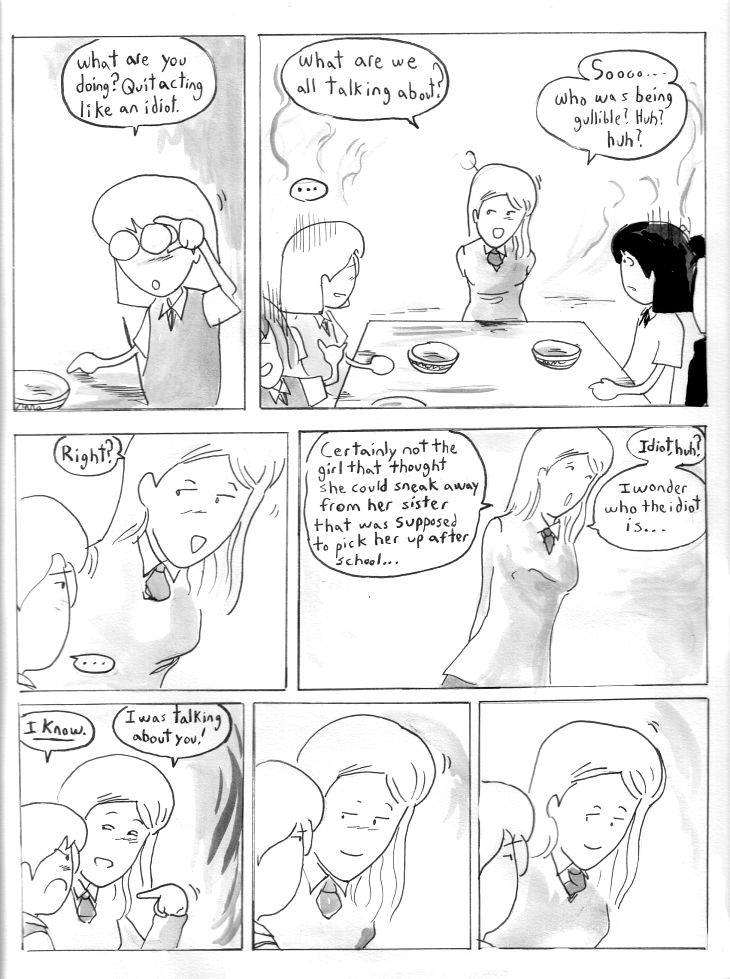 Soooo...
who was being
gullible? Huh?
huh?
What are we
all talking about?
...
What are you
doing? Quit acting
like an idiot.
Idiot, huh?
I wonder
who the idiot
is...
Certainly not the
girl that thought
she could sneak away
from her sister
that was supposed
to pick her up after
school...
Right?
...
I was talking
about you!
I Know.